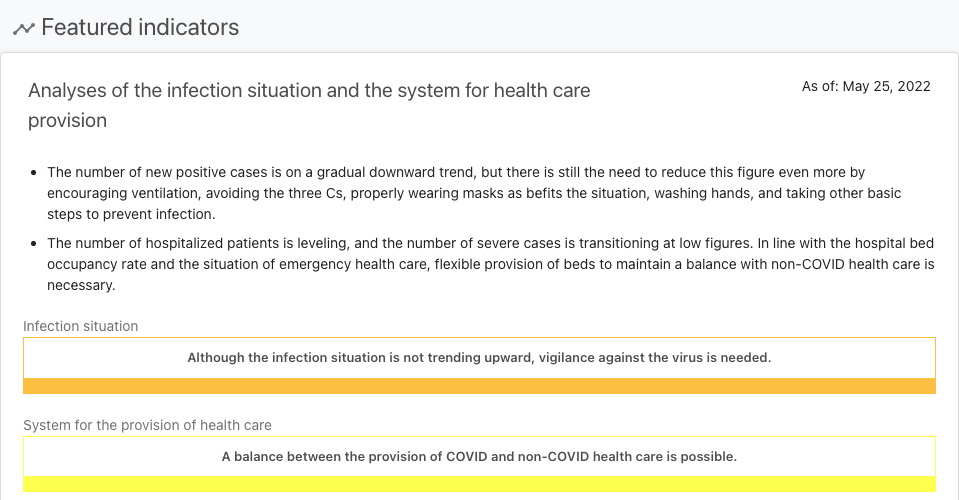 Featured indicators
Analyses of the infection situation and the system for health care
provision
As of: May 25, 2022
The number of new positive cases is on a gradual downward trend, but there is still the need to reduce this figure even more by
encouraging ventilation, avoiding the three Cs, properly wearing masks as befits the situation, washing hands, and taking other basic
steps to prevent infection.
The number of hospitalized patients is leveling, and the number of severe cases is transitioning at low figures. In line with the hospital bed
occupancy rate and the situation of emergency health care, flexible provision of beds to maintain a balance with non-COVID health care is
necessary.
Infection situation
Although the infection situation is not trending upward, vigilance against the virus is needed.
System for the provision of health care
A balance between the provision of COVID and non-COVID health care is possible.